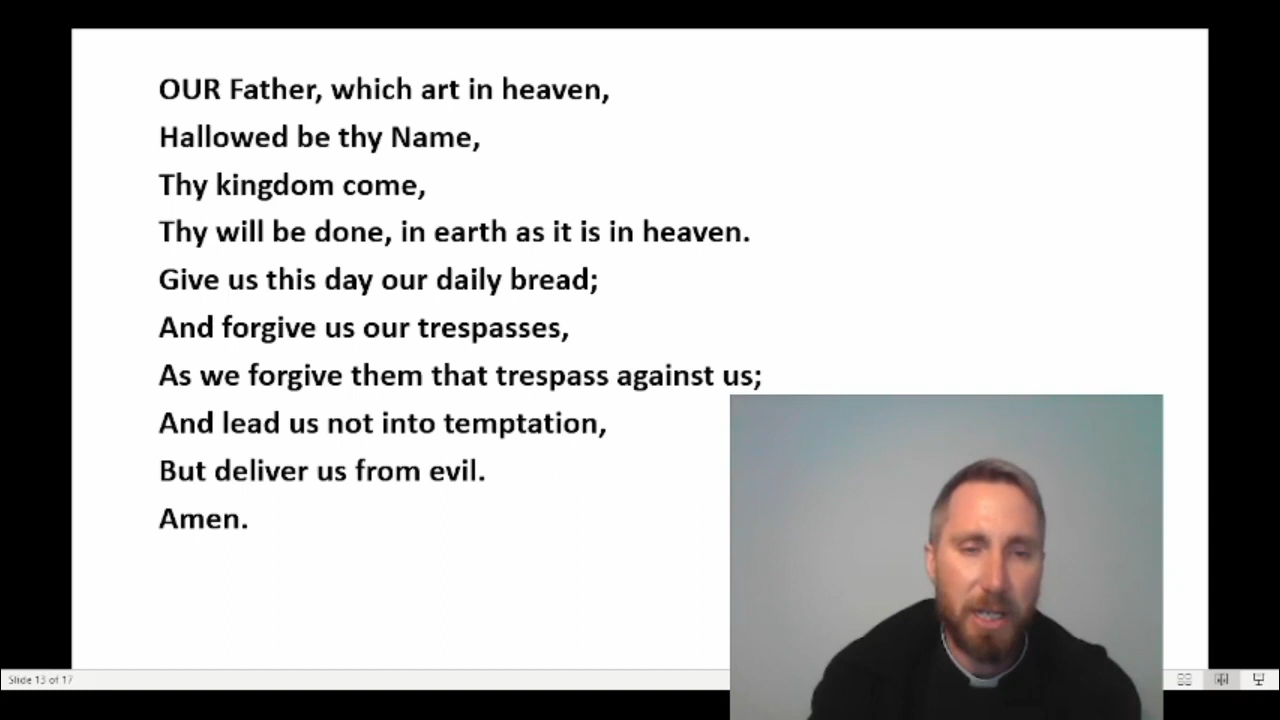 OUR Father, which art in heaven,
Hallowed be thy Name,
Thy kingdom come,
Thy will be done, in earth as it is in heaven.
Give us this day our daily bread;
And forgive us our trespasses,
As we forgive them that trespass against us;
And lead us not into temptation,
But deliver us from evil.
Amen.
Slide 13 of 17